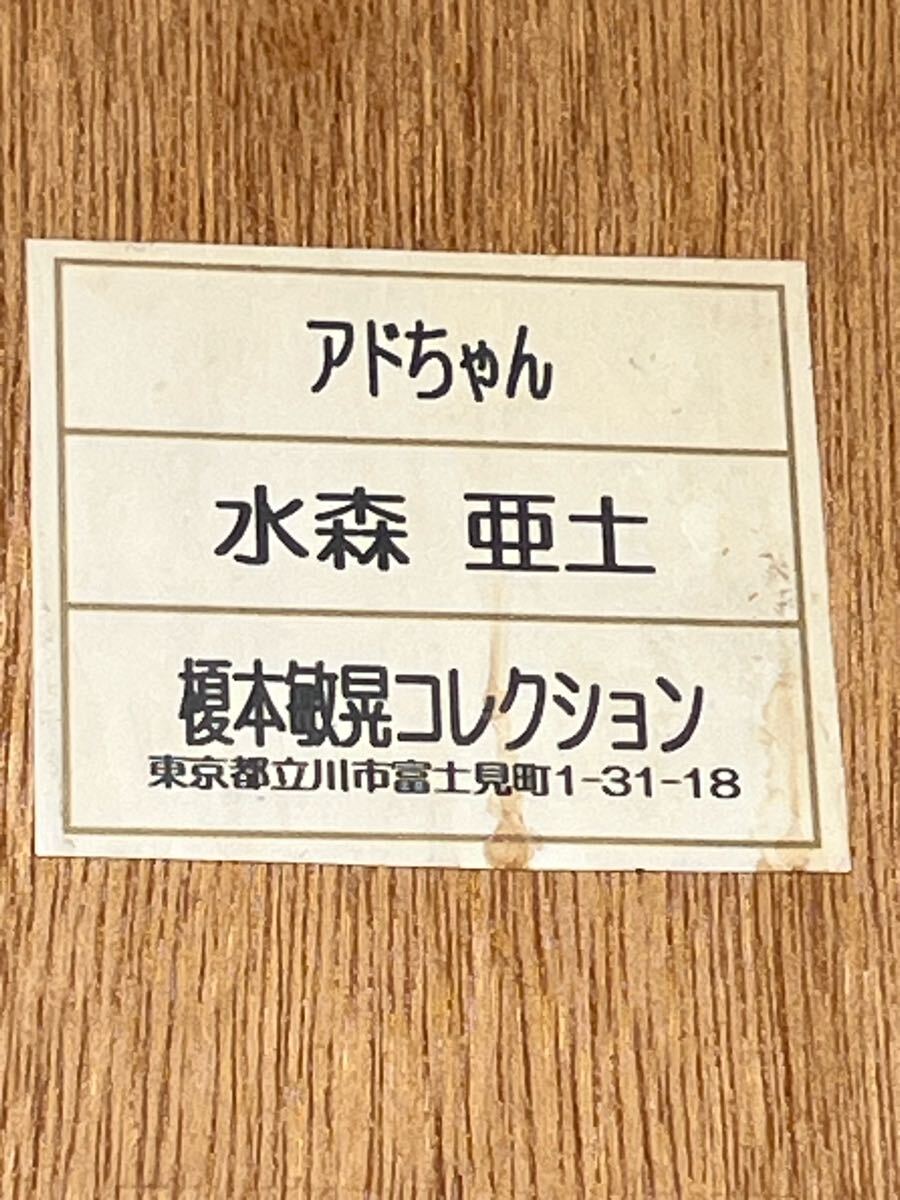 アドちゃん
水森 亜土
榎本敏晃コレクション
東京都立川市富士見町1-31-18